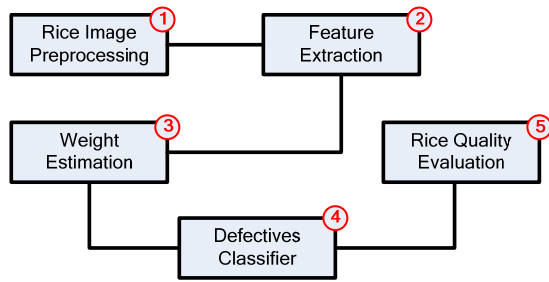 1
Rice Image
Preprocessing
2
Feature
Extraction
3
Weight
Estimation
4
Defectives
Classifier
5
Rice Quality
Evaluation